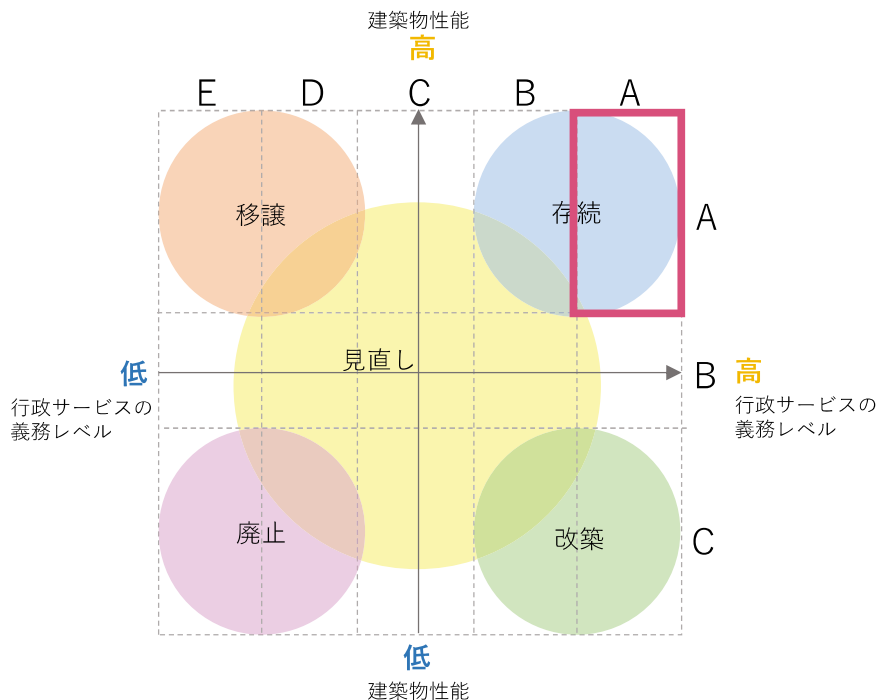 建築物性能
高
E D C B A
移譲
存続
A
見直し
低
B
高
行政サービスの
義務レベル
行政サービスの
義務レベル
廃止
改築
C
低
建築物性能